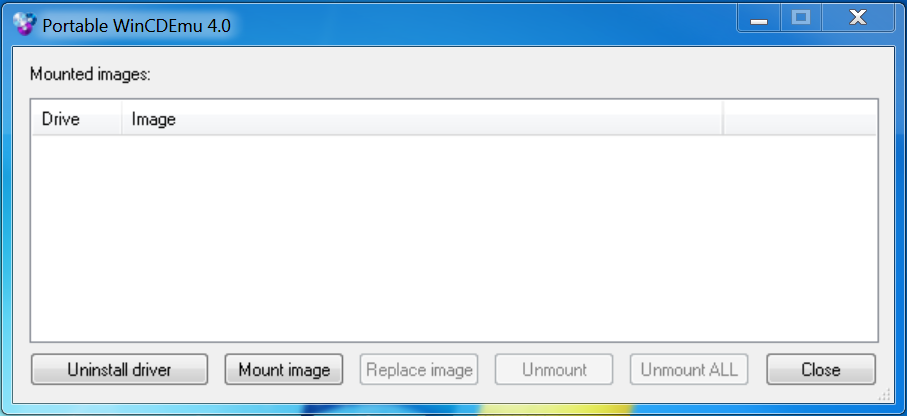 Portable WinCDEmu 4.0
Mounted images:
Drive Image
Uninstall driver Mount image Replace image Unmount Unmount ALL Close